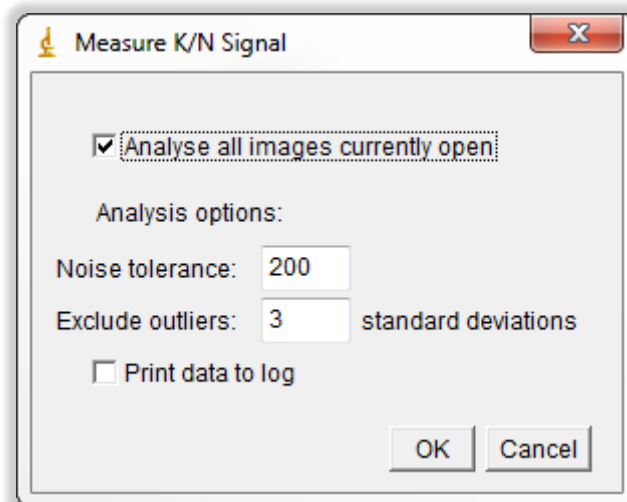 Measure K/N Signal
Analyse all images currently open
Analysis options:
Noise tolerance: 200
Exclude outliers: 3 standard deviations
Print data to log
OK Cancel